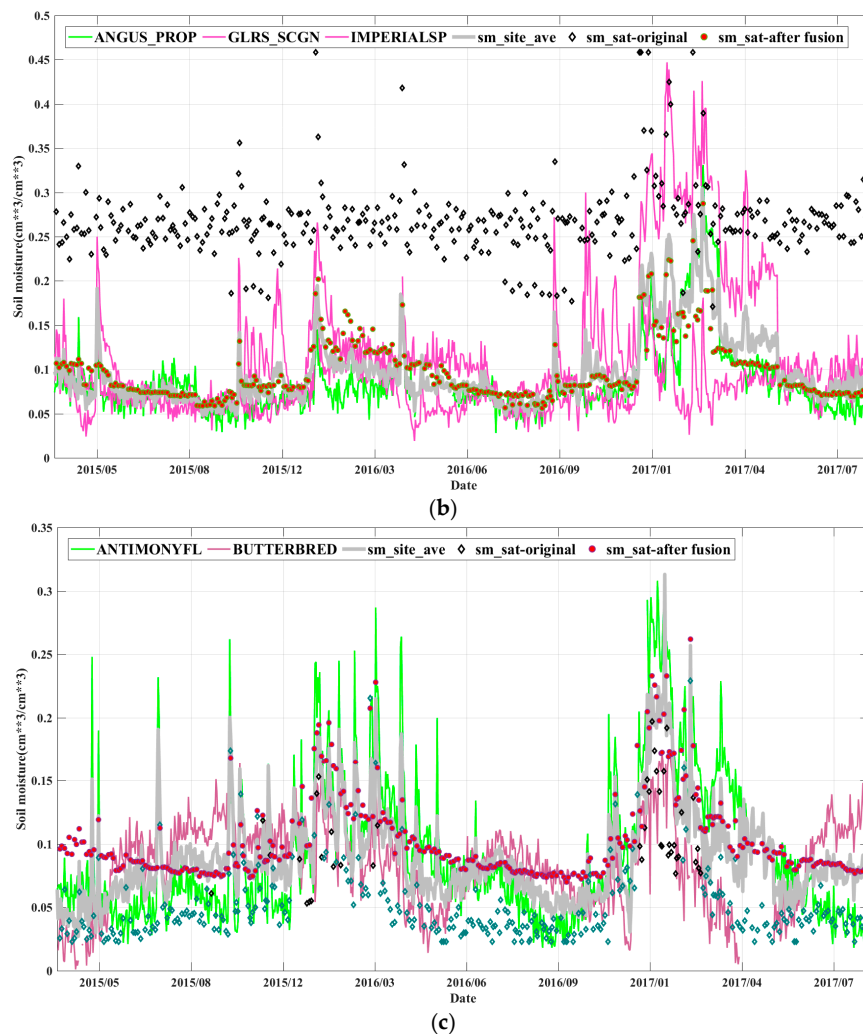 0.5
ANGUS_PROP GLRS_SCGN IMPERIALSP sm_site_ave sm_sat-original sm_sat-after fusion
0.45
0.4
0.35
0.3
0.25
0.2
0.15
0.1
0.05
0
Soil moisture(cm**3/cm**3)
2015/05 2015/08 2015/12 2016/03 2016/06 2016/09 2017/01 2017/04 2017/07
Date
(b)
0.35
ANTIMONYFL BUTTERBRED sm_site_ave sm_sat-original sm_sat-after fusion
0.3
0.25
0.2
0.15
0.1
0.05
0
Soil moisture(cm**3/cm**3)
2015/05 2015/08 2015/12 2016/03 2016/06 2016/09 2017/01 2017/04 2017/07
Date
(c)